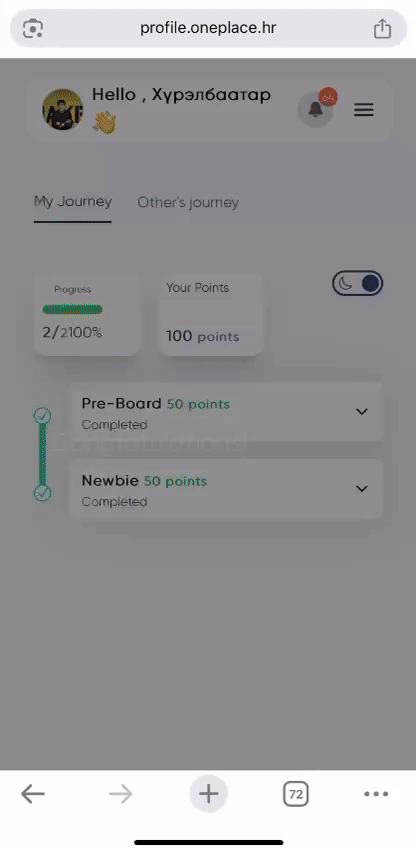 profile.oneplace.hr
Hello , Хүрэлбаатар
64
My Journey
Other's journey
Progress
2/2100%
Your Points
100 points
Pre-Board 50 points
Completed
Congratulations!
Newbie 50 points
Completed
72